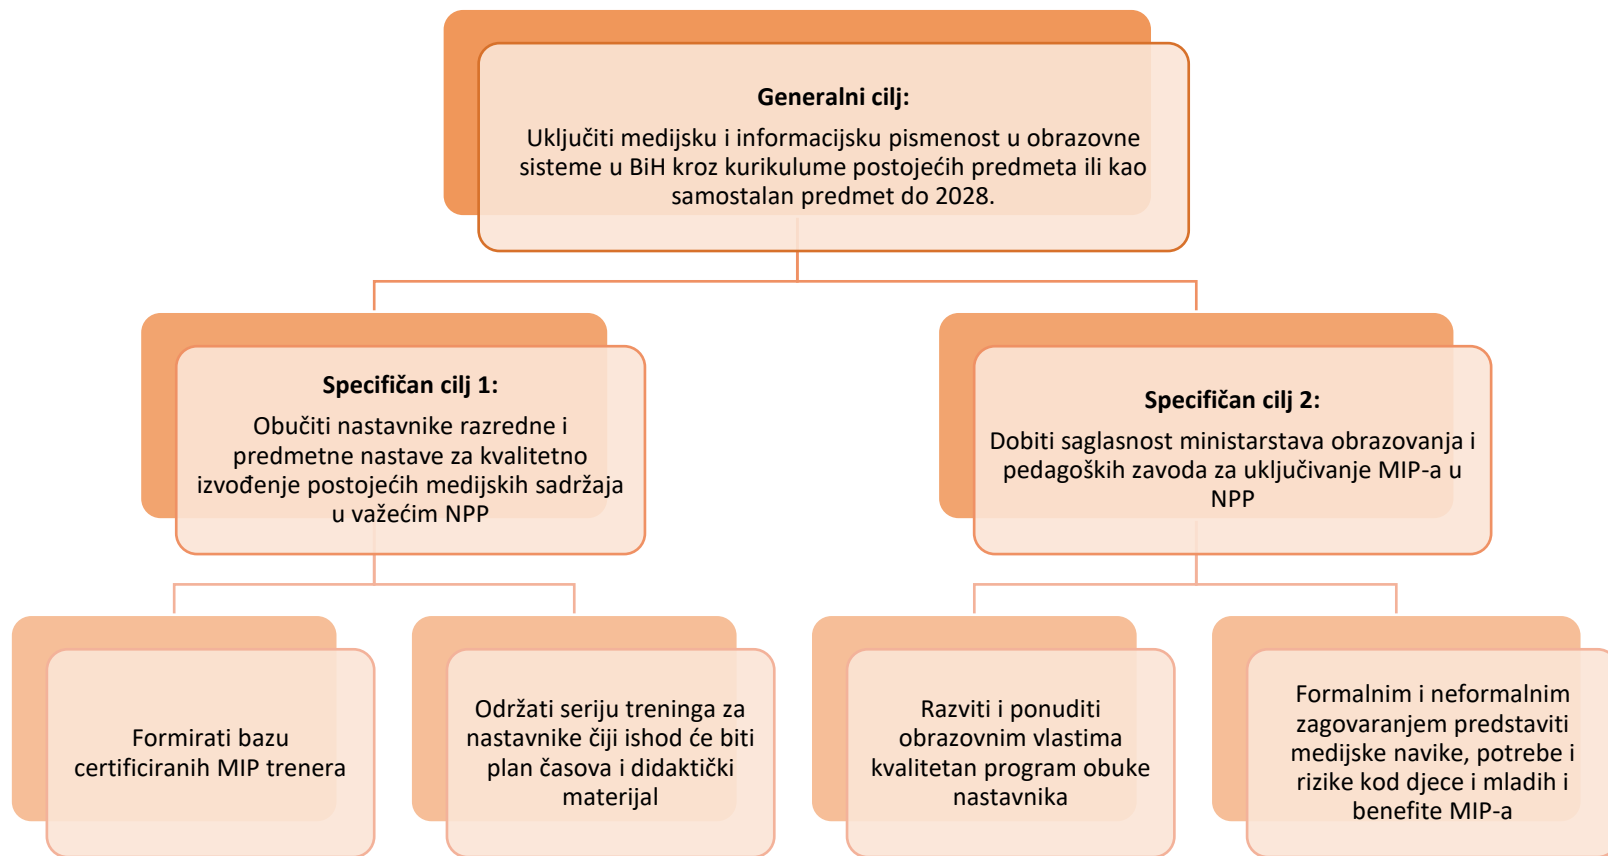 Generalni cilj:
Uključiti medijsku i informacijsku pismenost u obrazovne
sisteme u BiH kroz kurikulume postojećih predmeta ili kao
samostalan predmet do 2028.
Specifičan cilj 1:
Obučiti nastavnike razredne i
predmetne nastave za kvalitetno
izvođenje postojećih medijskih sadržaja
u važećim NPP
Specifičan cilj 2:
Dobiti saglasnost ministarstava obrazovanja i
pedagoških zavoda za uključivanje MIP-a u
NPP
Formirati bazu
certificiranih MIP trenera
Održati seriju treninga za
nastavnike čiji ishod će biti
plan časova i didaktički
materijal
Razviti i ponuditi
obrazovnim vlastima
kvalitetan program obuke
nastavnika
Formalnim i neformalnim
zagovaranjem predstaviti
medijske navike, potrebe i
rizike kod djece i mladih i
benefite MIP-a